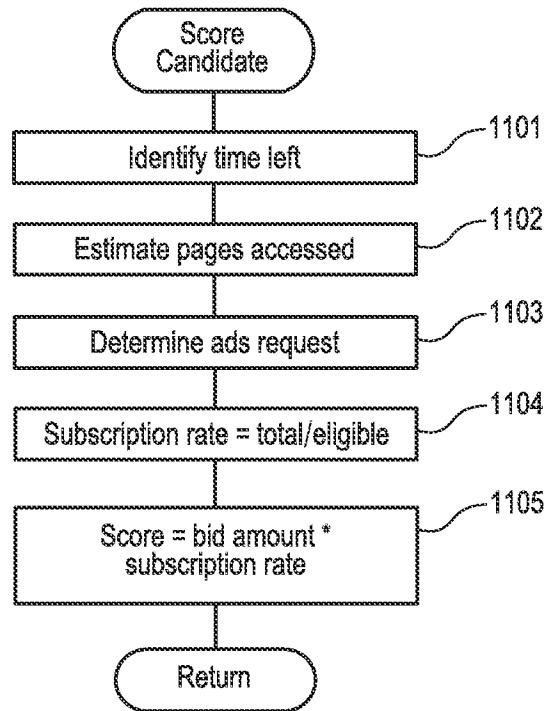 Score
Candidate
1101
Identify time left
1102
Estimate pages accessed
1103
Determine ads request
1104
Subscription rate = total/eligible
1105
Score = bid amount *
subscription rate
Return